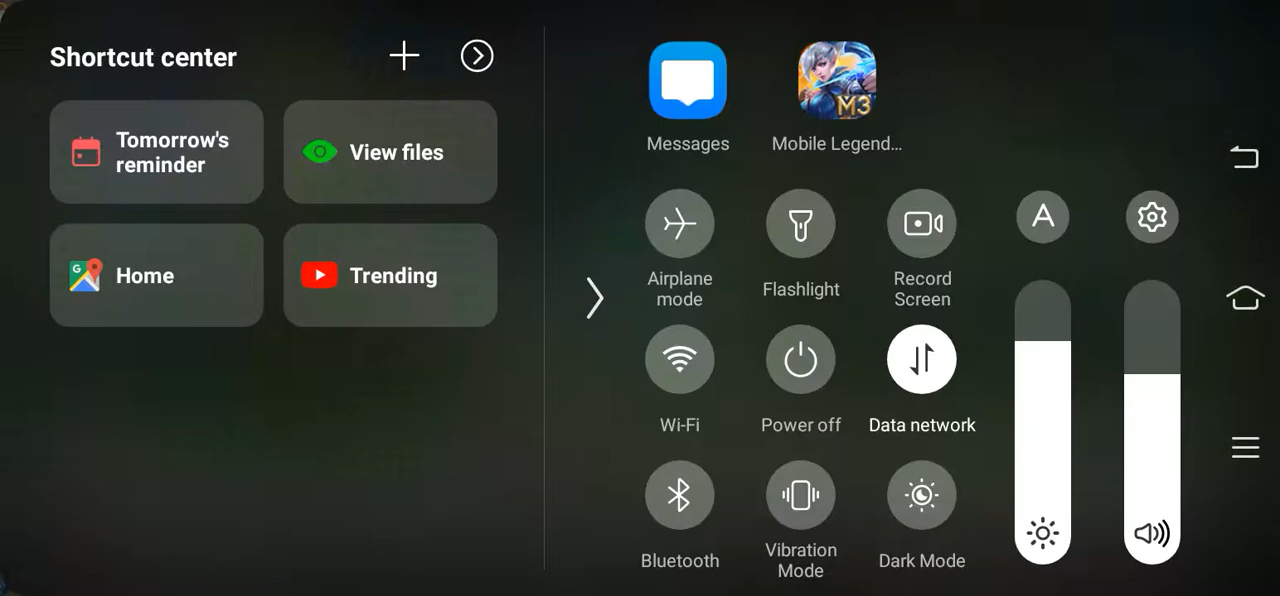 Shortcut center
Tomorrow's
reminder
View files
Home
Trending
Messages
M3
Mobile Legend...
Airplane
mode
Flashlight
Record
Screen
A
Wi-Fi
Power off
Data network
Bluetooth
Vibration
Mode
Dark Mode